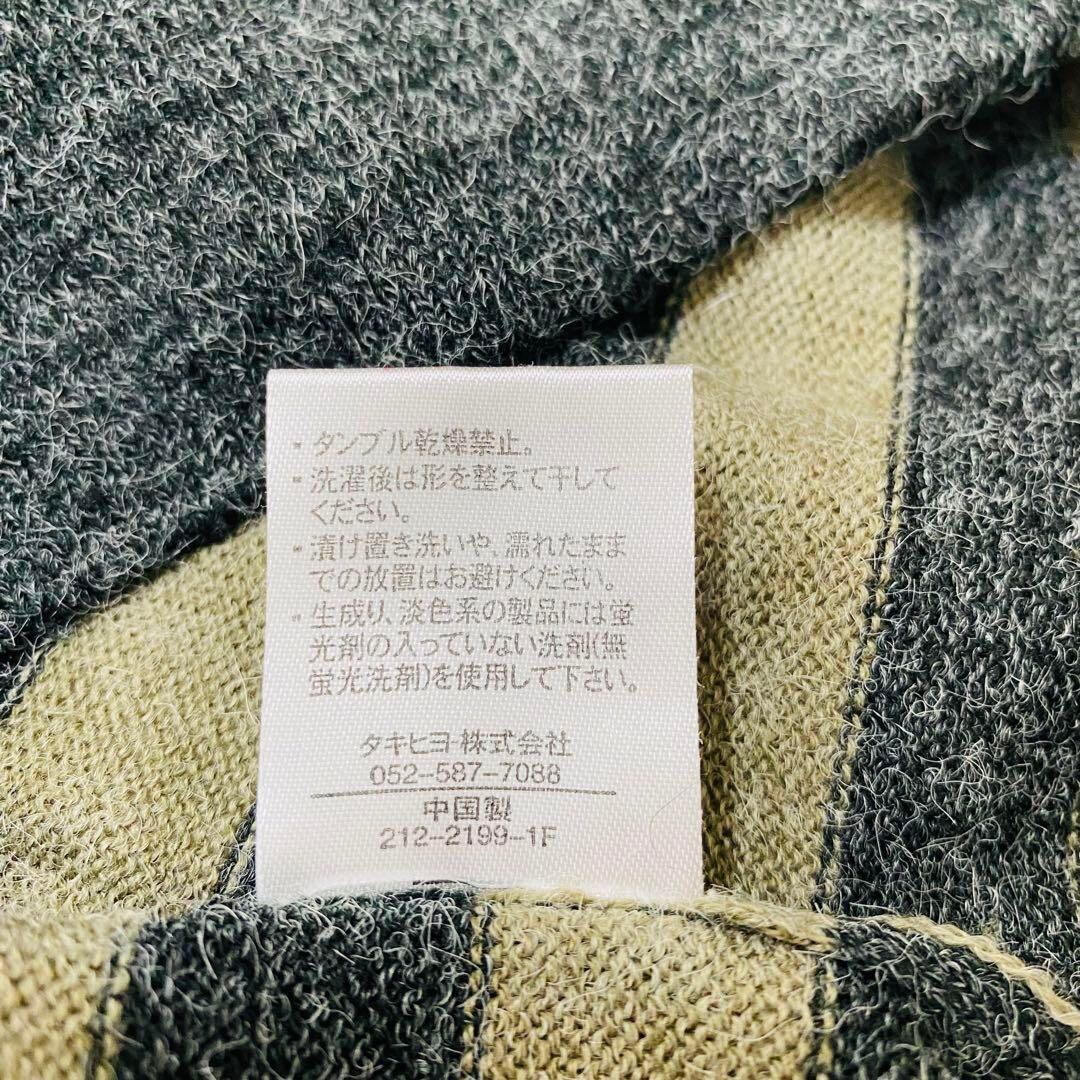 ・タンブル乾燥禁止。
・洗濯後は形を整えて干して
ください。
・漬け置き洗いや、濡れたまま
での放置はお避けください。
・生成り、淡色系の製品には蛍
光剤の入っていない洗剤(無
蛍光洗剤)を使用して下さい。
タキヒヨー株式会社
052-587-7088
中国製
212-2199-1F